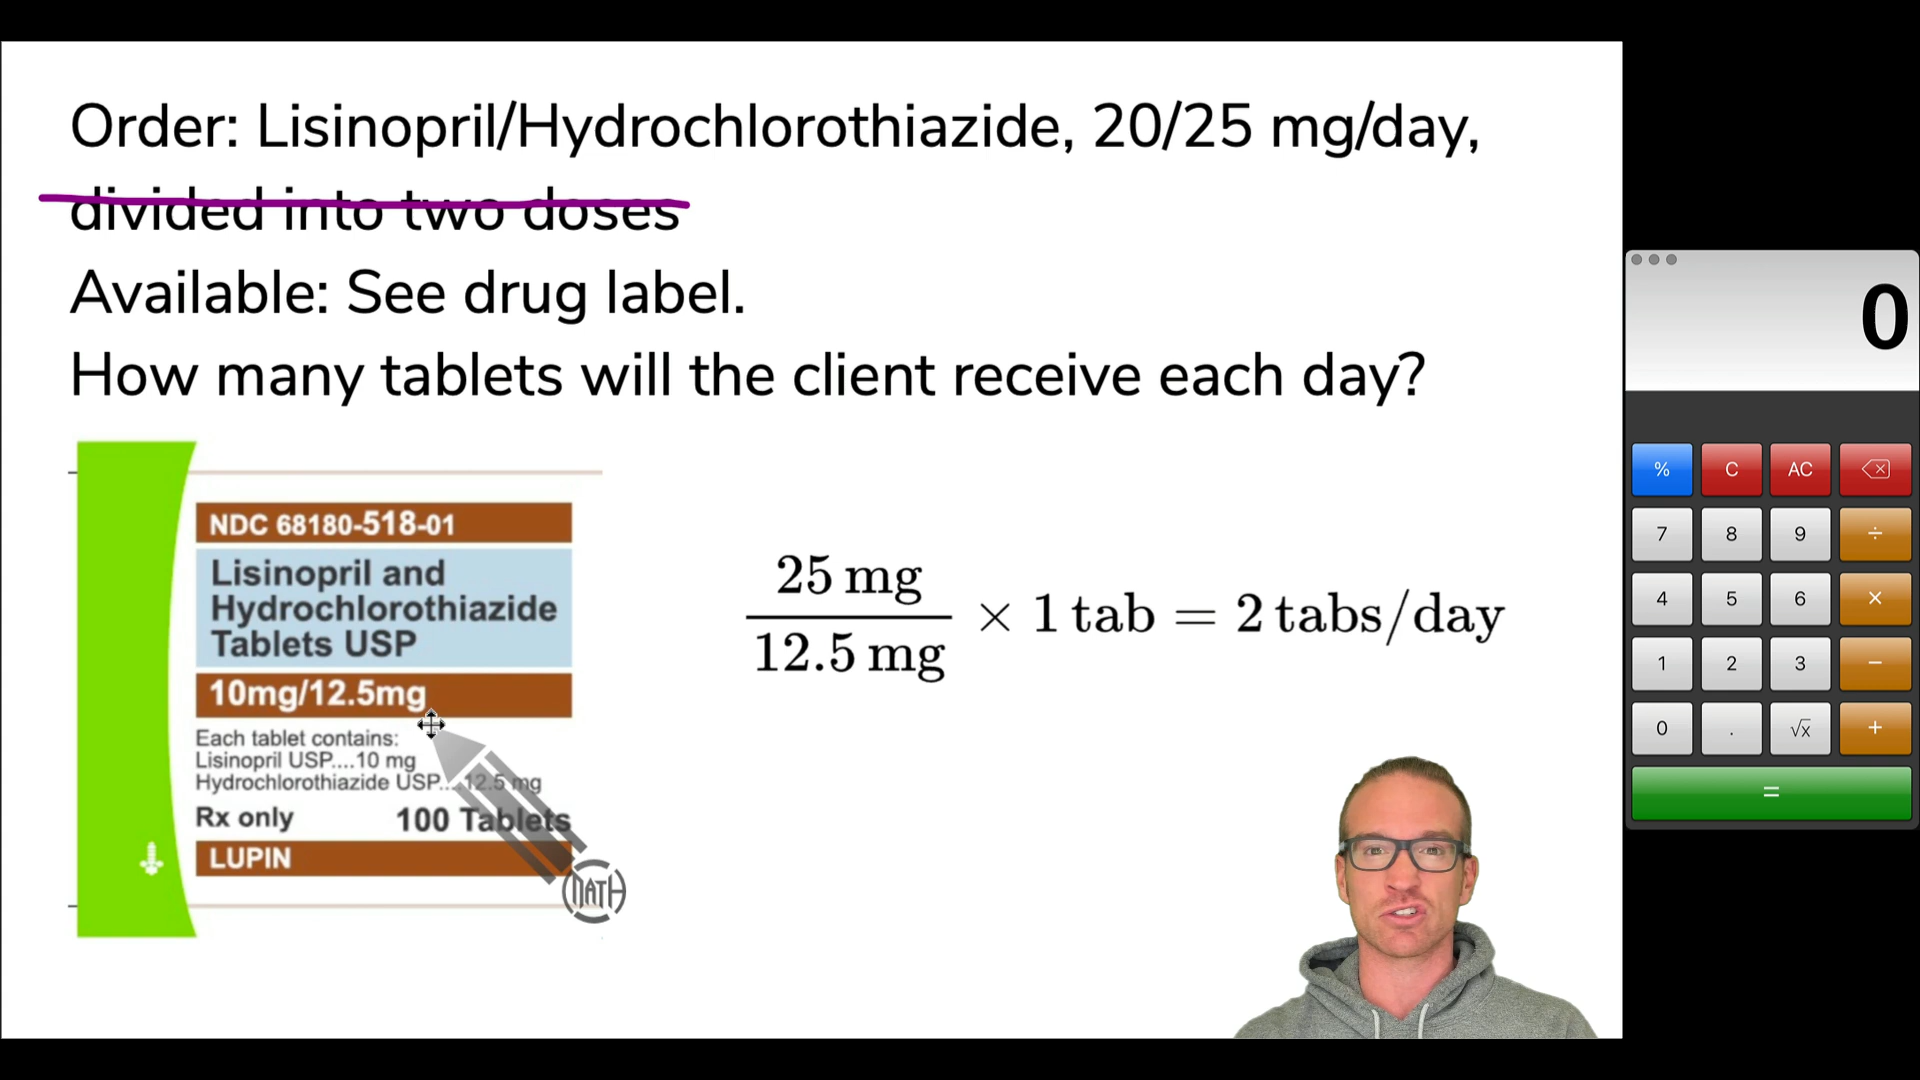 Order: Lisinopril/Hydrochlorothiazide, 20/25 mg/day,
divided into two doses
Available: See drug label.
How many tablets will the client receive each day?
NDC 68180-518-01
Lisinopril and
Hydrochlorothiazide
Tablets USP
10mg/12.5mg
Each tablet contains:
Lisinopril USP....10 mg
Hydrochlorothiazide USP....12.5 mg
Rx only 100 Tablets
LUPIN
MATH
25 mg
12.5 mg
× 1 tab = 2 tabs/day
0
% C AC
7 8 9 ÷
4 5 6 ×
1 2 3 −
0 . √x +
=